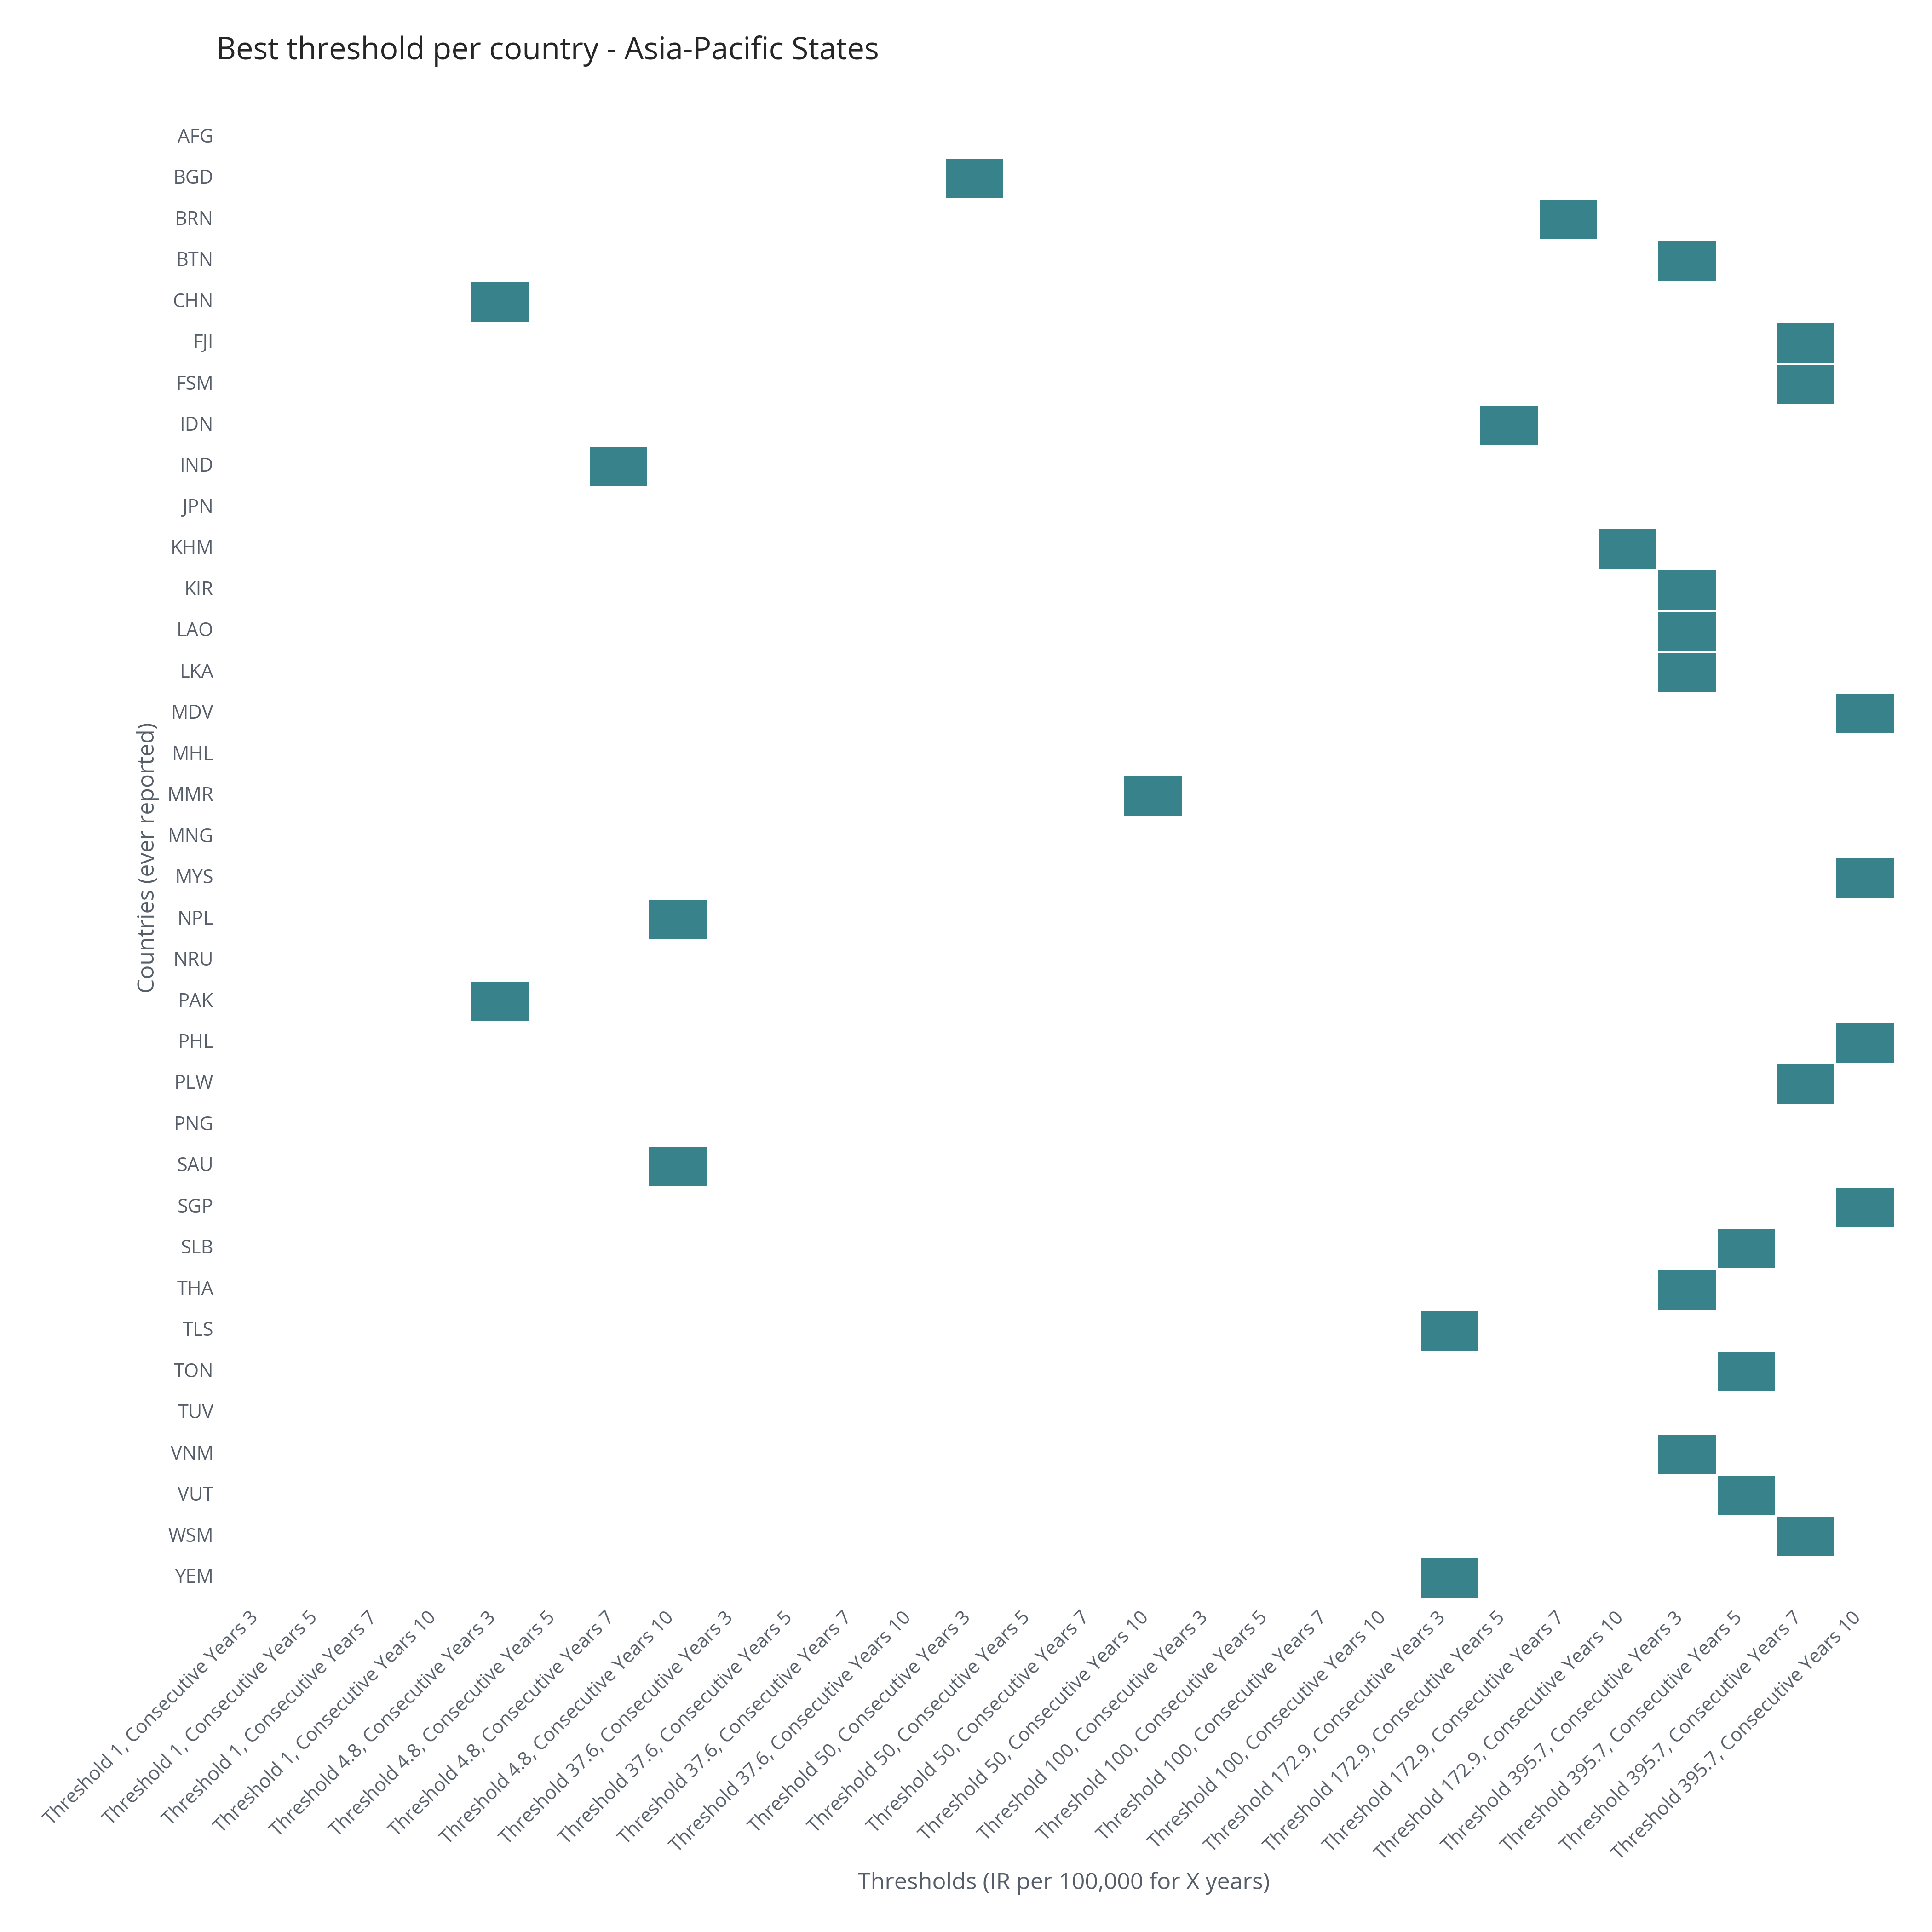 Best threshold per country - Asia-Pacific States
AFG
BGD
BRN
BTN
CHN
FJI
FSM
IDN
IND
JPN
KHM
KIR
LAO
LKA
MDV
MHL
MMR
MNG
MYS
NPL
NRU
PAK
PHL
PLW
PNG
SAU
SGP
SLB
THA
TLS
TON
TUV
VNM
VUT
WSM
YEM
Countries (ever reported)
Threshold 1, Consecutive Years 3
Threshold 1, Consecutive Years 5
Threshold 1, Consecutive Years 7
Threshold 1, Consecutive Years 10
Threshold 4.8, Consecutive Years 3
Threshold 4.8, Consecutive Years 5
Threshold 4.8, Consecutive Years 7
Threshold 4.8, Consecutive Years 10
Threshold 37.6, Consecutive Years 3
Threshold 37.6, Consecutive Years 5
Threshold 37.6, Consecutive Years 7
Threshold 37.6, Consecutive Years 10
Threshold 50, Consecutive Years 3
Threshold 50, Consecutive Years 5
Threshold 50, Consecutive Years 7
Threshold 50, Consecutive Years 10
Threshold 100, Consecutive Years 3
Threshold 100, Consecutive Years 5
Threshold 100, Consecutive Years 7
Threshold 100, Consecutive Years 10
Threshold 172.9, Consecutive Years 3
Threshold 172.9, Consecutive Years 5
Threshold 172.9, Consecutive Years 7
Threshold 172.9, Consecutive Years 10
Threshold 395.7, Consecutive Years 3
Threshold 395.7, Consecutive Years 5
Threshold 395.7, Consecutive Years 7
Threshold 395.7, Consecutive Years 10
Thresholds (IR per 100,000 for X years)